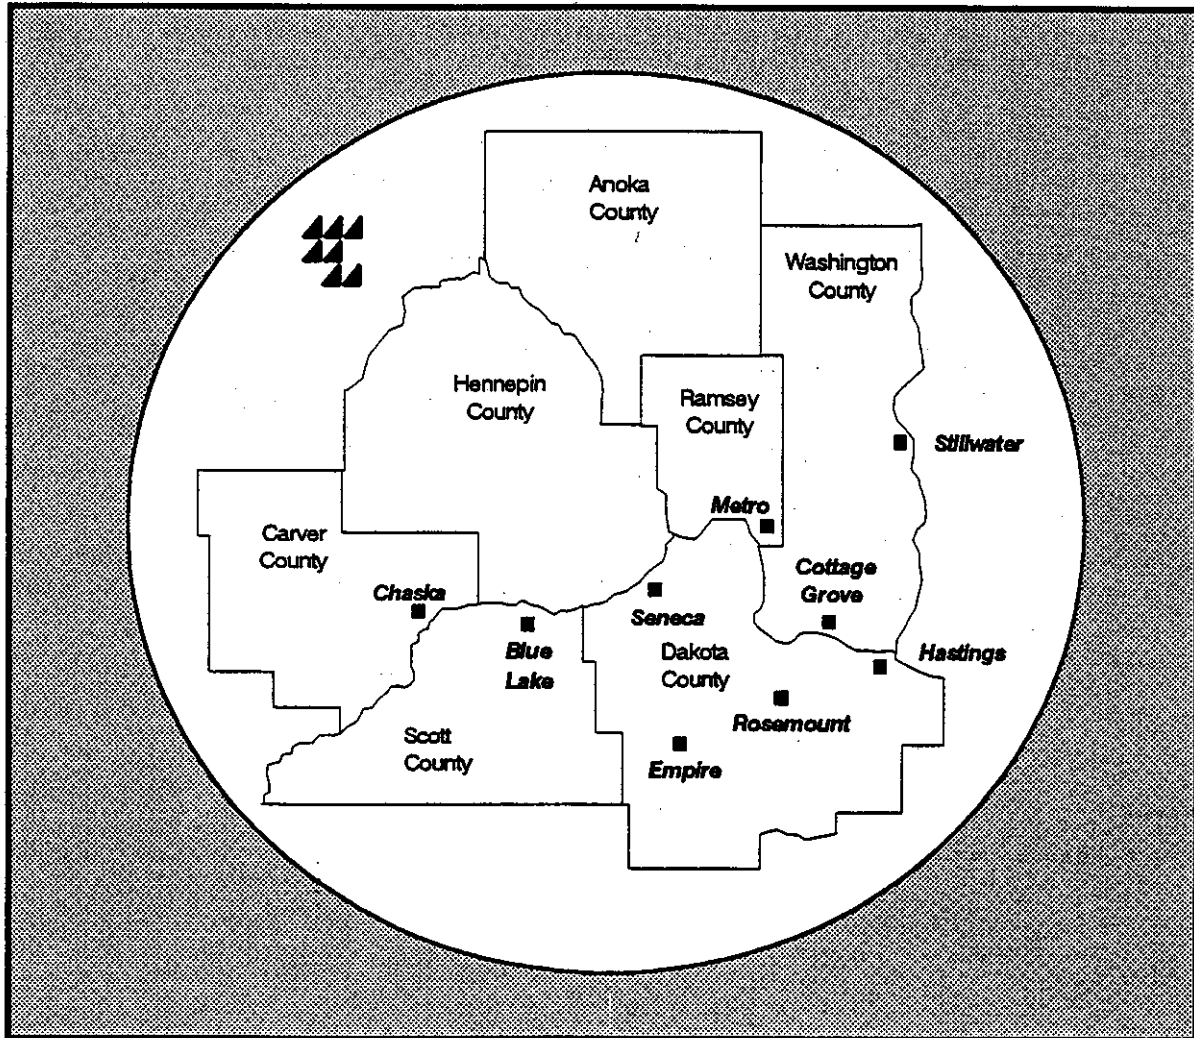 Anoka
County
Washington
County
Hennepin
County
Ramsey
County
Stillwater
Metro
Carver
County
Cottage
Grove
Chaska
Seneca
Blue
Lake
Dakota
County
Hastings
Rosemount
Scott
County
Empire